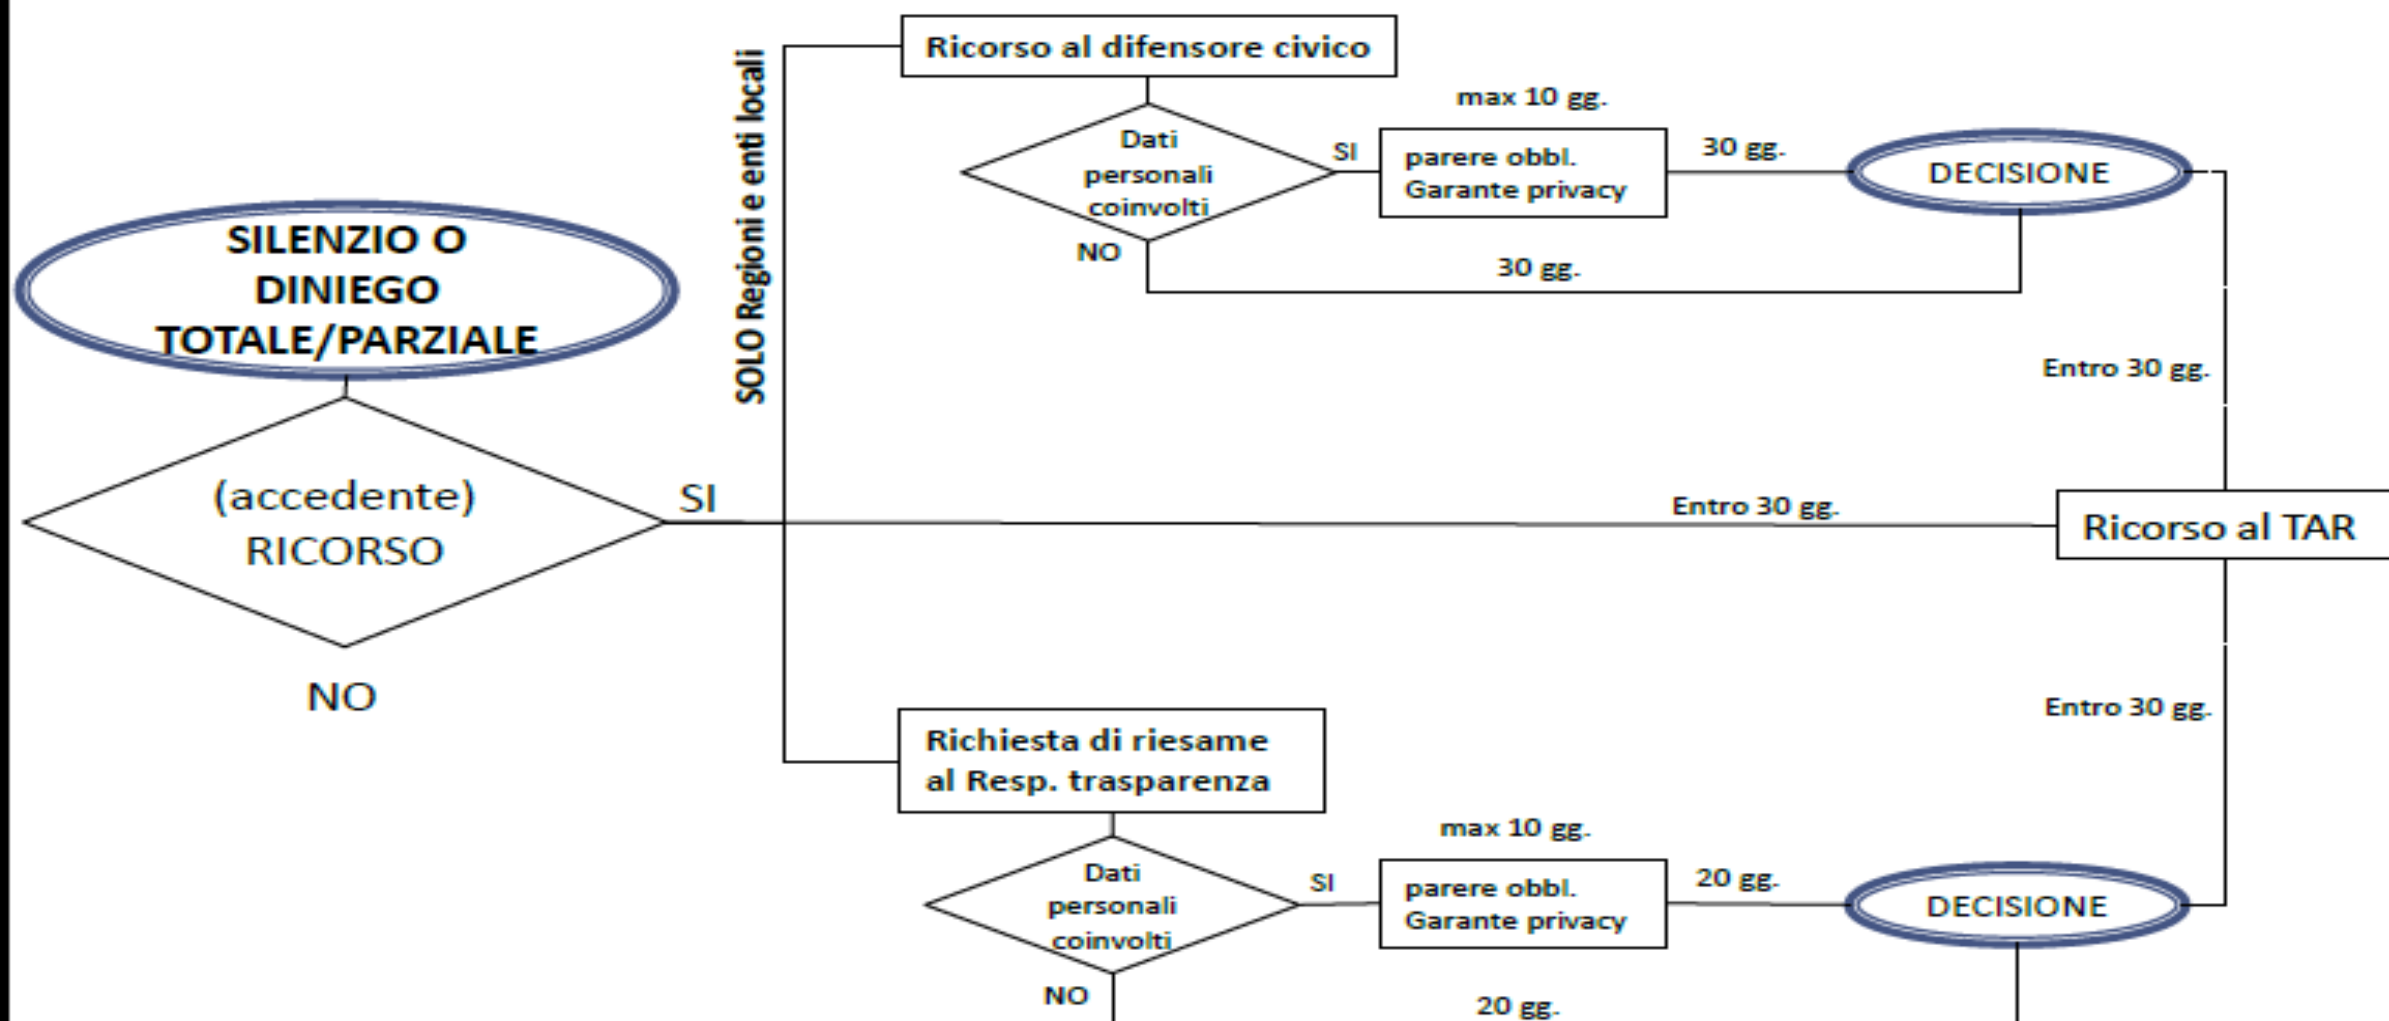 SILENZIO O
DINIEGO
TOTALE/PARZIALE
(accedente)
RICORSO
SI
NO
SOLO Regioni e enti locali
Ricorso al difensore civico
Dati
personali
coinvolti
SI
NO
max 10 gg.
parere obbl.
Garante privacy
30 gg.
DECISIONE
30 gg.
Entro 30 gg.
Entro 30 gg.
Ricorso al TAR
Entro 30 gg.
Richiesta di riesame
al Resp. trasparenza
Dati
personali
coinvolti
SI
NO
max 10 gg.
parere obbl.
Garante privacy
20 gg.
DECISIONE
20 gg.